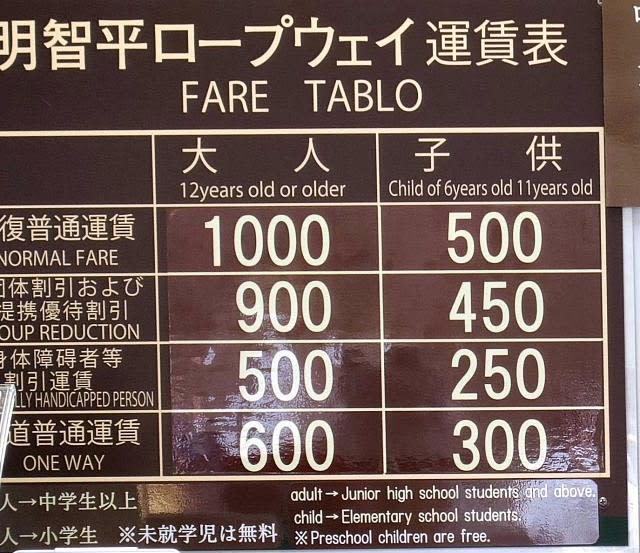 明智平ロープウェイ 運賃表
FARE TABLO
大人 子供
12years old or older Child of 6years old 11years old
復普通運賃
NORMAL FARE
1000 500
体割引および
提携優待割引
OUP REDUCTION
900 450
身体障碍者等
割引運賃
LLY HANDICAPPED PERSON
500 250
道普通運賃
ONE WAY
600 300
人→中学生以上
adult→Junior high school students and above.
child→Elementary school students.
人→小学生 ※未就学児は無料
※Preschool children are free.